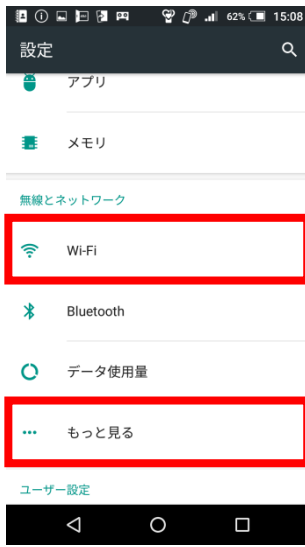 62% 15:08
設定
アプリ
メモリ
無線とネットワーク
Wi-Fi
Bluetooth
データ使用量
もっと見る
ユーザー設定